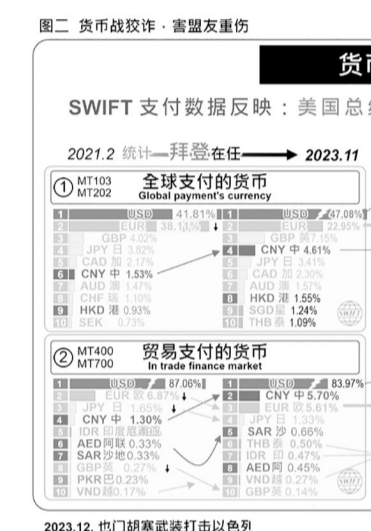 图二 货币战狡诈 · 害盟友重伤
货币
SWIFT 支付数据反映：美国总统
2021.2 统计—拜登在任 → 2023.11
① MT103 MT202 全球支付的货币
Global payment's currency
1 USD 41.81%
2 EUR 38.11%
3 GBP 4.02%
4 JPY 日 3.82%
5 CAD 加 2.17%
6 CNY 中 1.53%
7 AUD 澳 1.47%
8 CHF 瑞 1.10%
9 HKD 港 0.93%
10 SEK 0.73%
1 USD 47.08%
2 EUR 22.95%
3 GBP 英 7.15%
4 CNY 中 4.61%
5 JPY 日 3.41%
6 CAD 加 2.30%
7 AUD 澳 1.57%
8 HKD 港 1.55%
9 SGD 星 1.24%
10 THB 泰 1.09%
② MT400 MT700 贸易支付的货币
In trade finance market
1 USD 87.06%
2 EUR 欧 6.87%
3 JPY 日 1.65%
4 CNY 中 1.30%
5 IDR 印度尼西亚
6 AED 阿联 0.33%
7 SAR 沙地 0.33%
8 GBP 英 0.27%
9 PKR 巴 0.23%
10 VND 越 0.17%
1 USD 83.97%
2 CNY 中 5.70%
3 EUR 欧 5.61%
4 JPY 日 1.33%
5 SAR 沙 0.66%
6 THB 泰 0.50%
7 IDR 印 0.47%
8 AED 阿 0.45%
9 VND 越 0.27%
10 GBP 英 0.14%
2023.12, 也门胡塞武装打击以色列